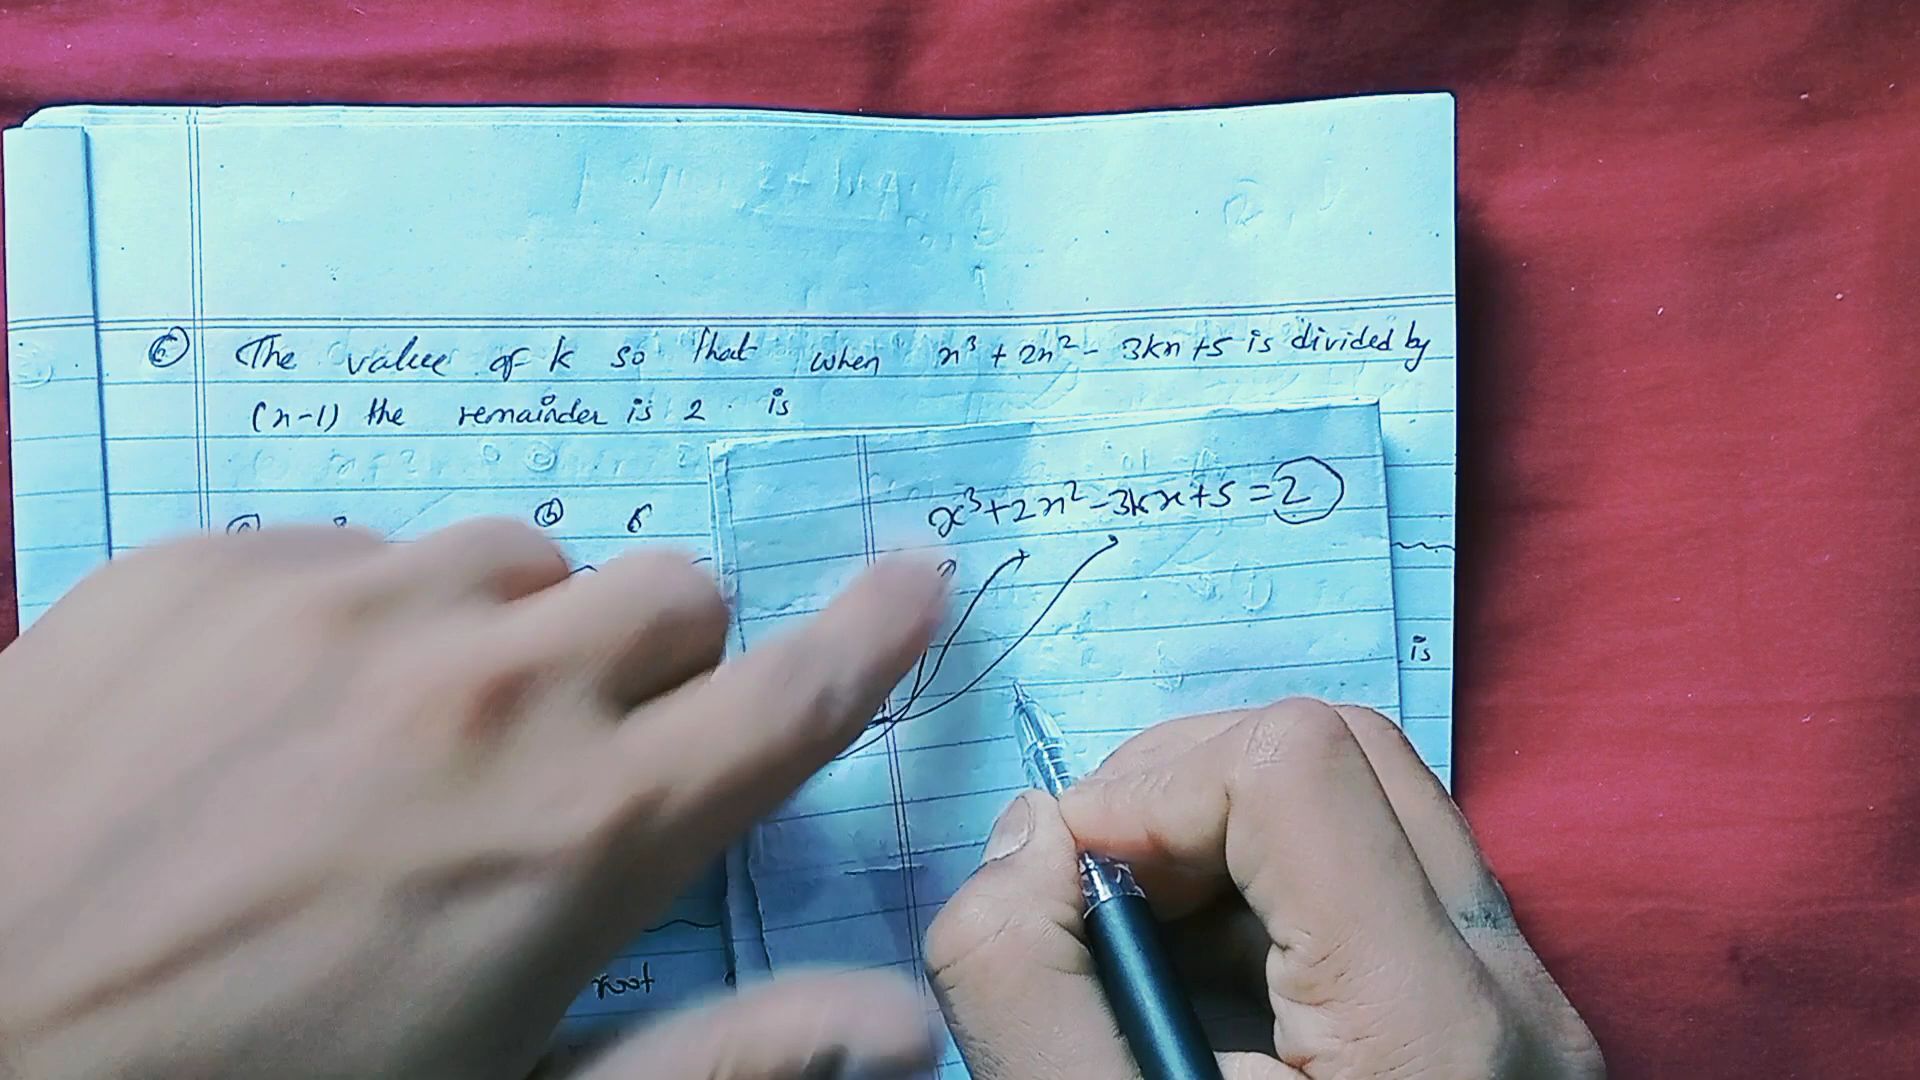 ⑥ The value of k so that when x³ + 2x² - 3kx + 5 is divided by
(x-1) the remainder is 2 is
ⓑ 6
x³+2x²-3kx+5=2
is
root